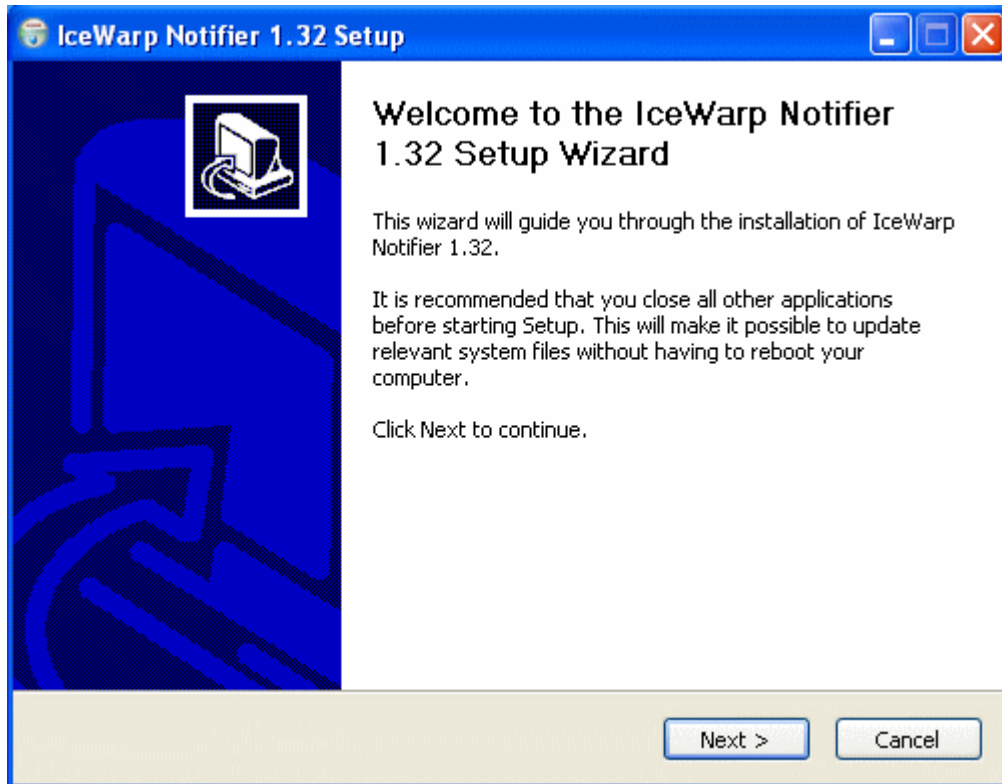 IceWarp Notifier 1.32 Setup
Welcome to the IceWarp Notifier
1.32 Setup Wizard
This wizard will guide you through the installation of IceWarp
Notifier 1.32.
It is recommended that you close all other applications
before starting Setup. This will make it possible to update
relevant system files without having to reboot your
computer.
Click Next to continue.
Next >
Cancel